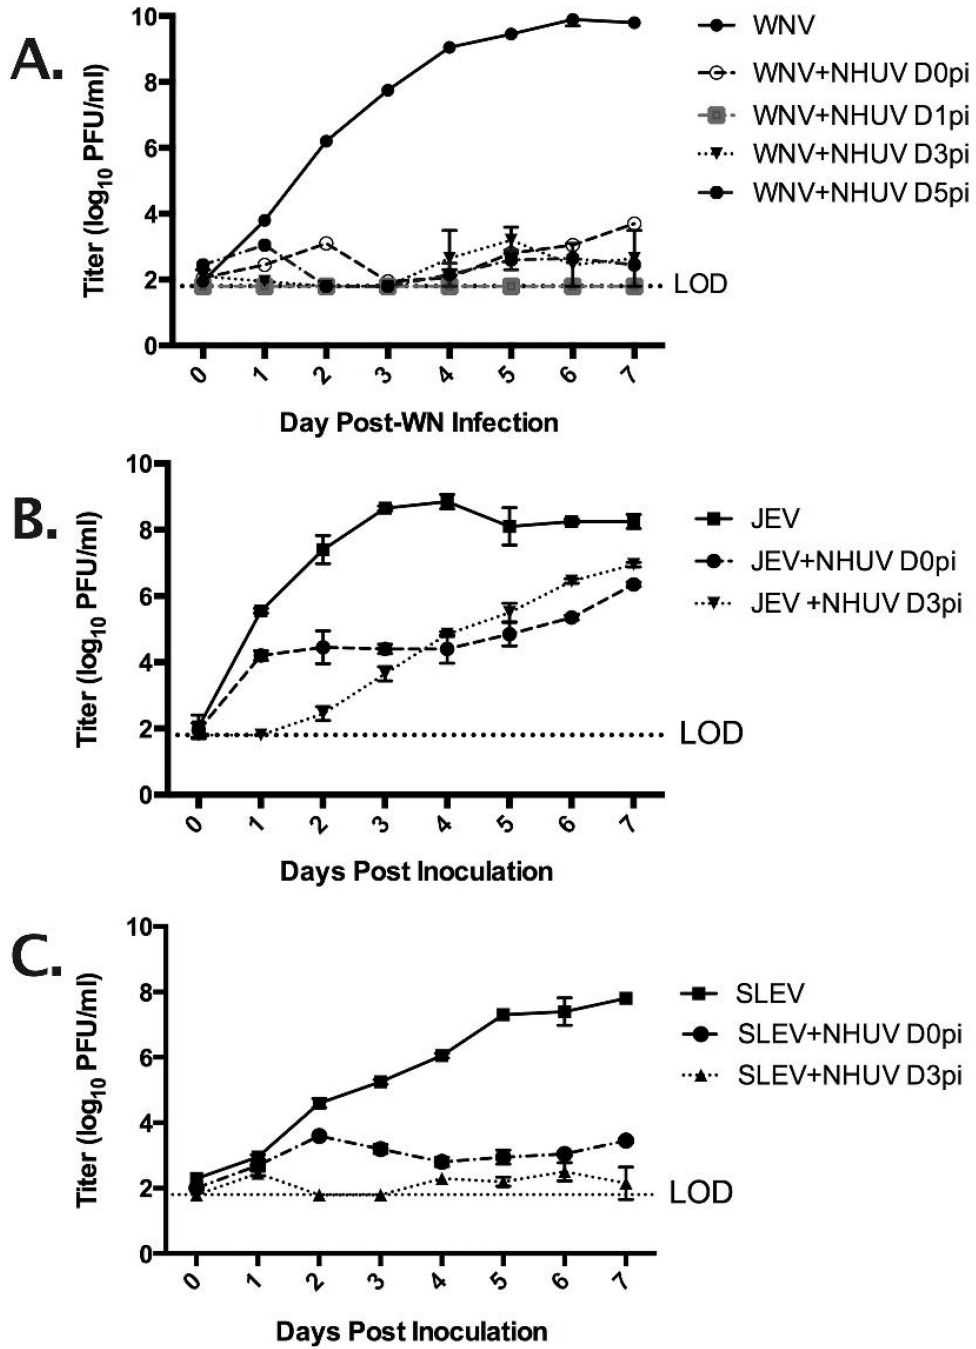 A.
Titer (log10 PFU/ml)
10
8
6
4
2
0
0 1 2 3 4 5 6 7
Day Post-WN Infection
LOD
WNV
WNV+NHUV D0pi
WNV+NHUV D1pi
WNV+NHUV D3pi
WNV+NHUV D5pi
B.
Titer (log10 PFU/ml)
10
8
6
4
2
0
0 1 2 3 4 5 6 7
Days Post Inoculation
LOD
JEV
JEV+NHUV D0pi
JEV +NHUV D3pi
C.
Titer (log10 PFU/ml)
10
8
6
4
2
0
0 1 2 3 4 5 6 7
Days Post Inoculation
LOD
SLEV
SLEV+NHUV D0pi
SLEV+NHUV D3pi